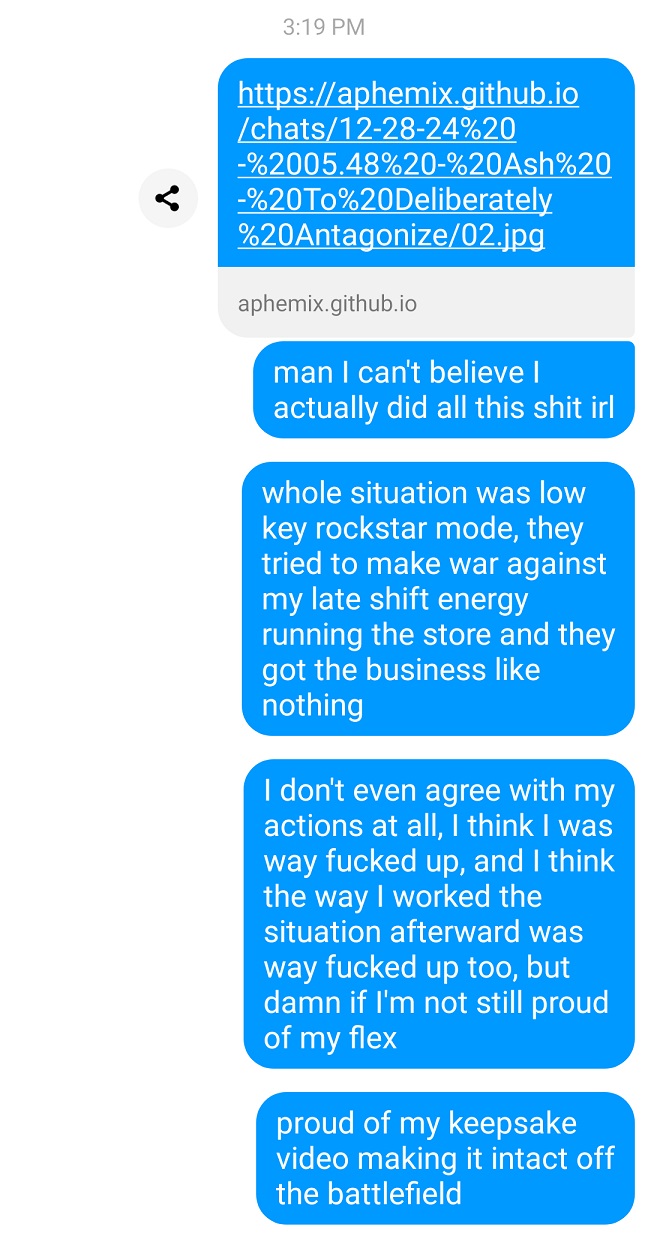 3:19 PM
https://aphemix.github.io
/chats/12-28-24%20
-%2005.48%20-%20Ash%20
-%20To%20Deliberately
%20Antagonize/02.jpg
aphemix.github.io
man I can't believe I
actually did all this shit irl
whole situation was low
key rockstar mode, they
tried to make war against
my late shift energy
running the store and they
got the business like
nothing
I don't even agree with my
actions at all, I think I was
way fucked up, and I think
the way I worked the
situation afterward was
way fucked up too, but
damn if I'm not still proud
of my flex
proud of my keepsake
video making it intact off
the battlefield